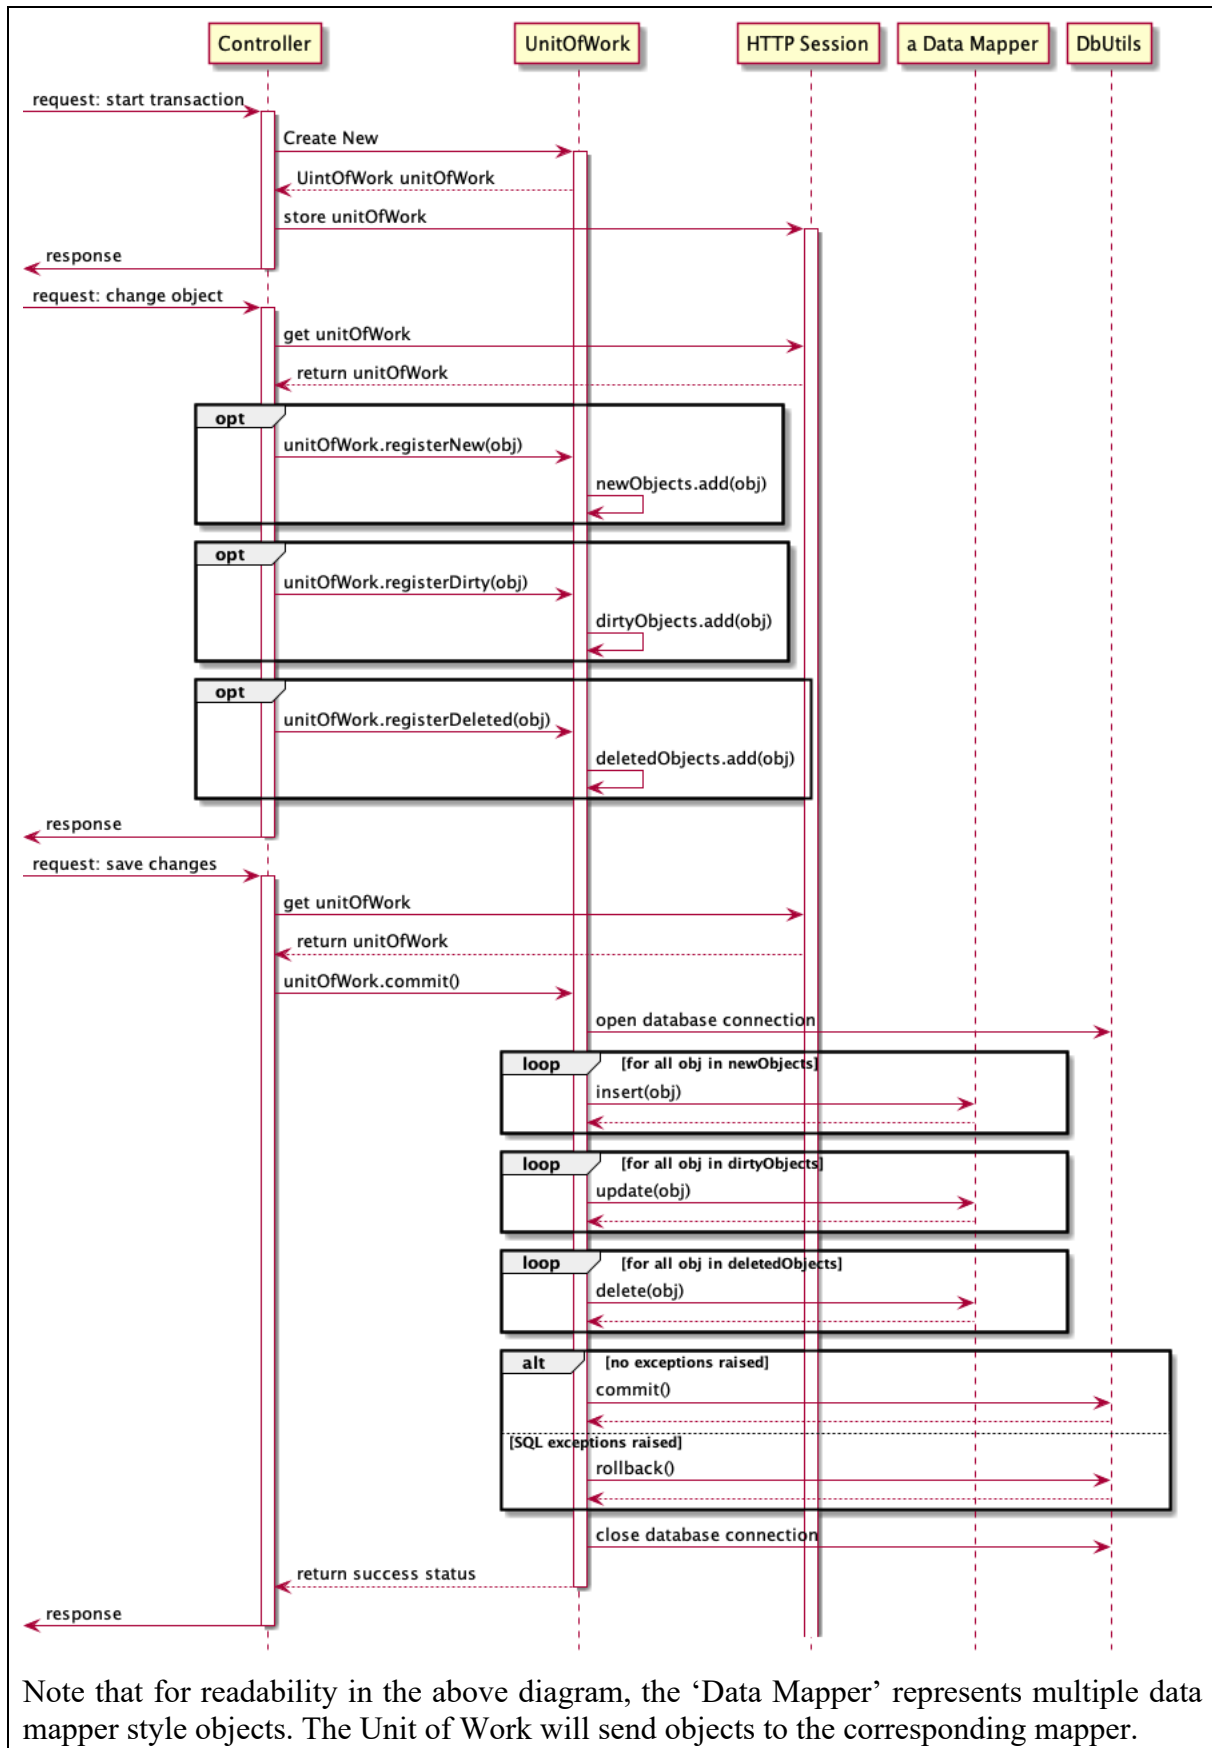 Controller
UnitOfWork
HTTP Session
a Data Mapper
DbUtils
request: start transaction
Create New
UintOfWork unitOfWork
store unitOfWork
response
request: change object
get unitOfWork
return unitOfWork
opt
unitOfWork.registerNew(obj)
newObjects.add(obj)
opt
unitOfWork.registerDirty(obj)
dirtyObjects.add(obj)
opt
unitOfWork.registerDeleted(obj)
deletedObjects.add(obj)
response
request: save changes
get unitOfWork
return unitOfWork
unitOfWork.commit()
open database connection
loop [for all obj in newObjects]
insert(obj)
loop [for all obj in dirtyObjects]
update(obj)
loop [for all obj in deletedObjects]
delete(obj)
alt [no exceptions raised]
commit()
[SQL exceptions raised]
rollback()
close database connection
return success status
response
Note that for readability in the above diagram, the ‘Data Mapper’ represents multiple data
mapper style objects. The Unit of Work will send objects to the corresponding mapper.